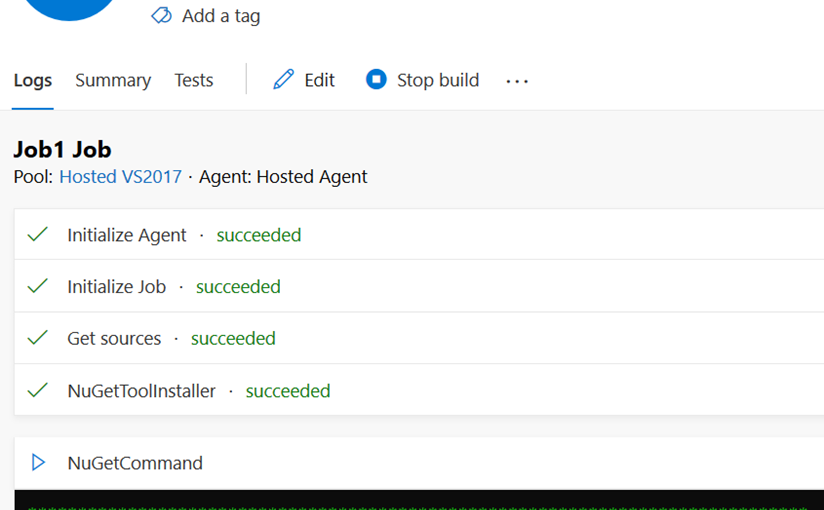 Add a tag
Logs Summary Tests Edit Stop build ...
Job1 Job
Pool: Hosted VS2017 · Agent: Hosted Agent
Initialize Agent · succeeded
Initialize Job · succeeded
Get sources · succeeded
NuGetToolInstaller · succeeded
NuGetCommand